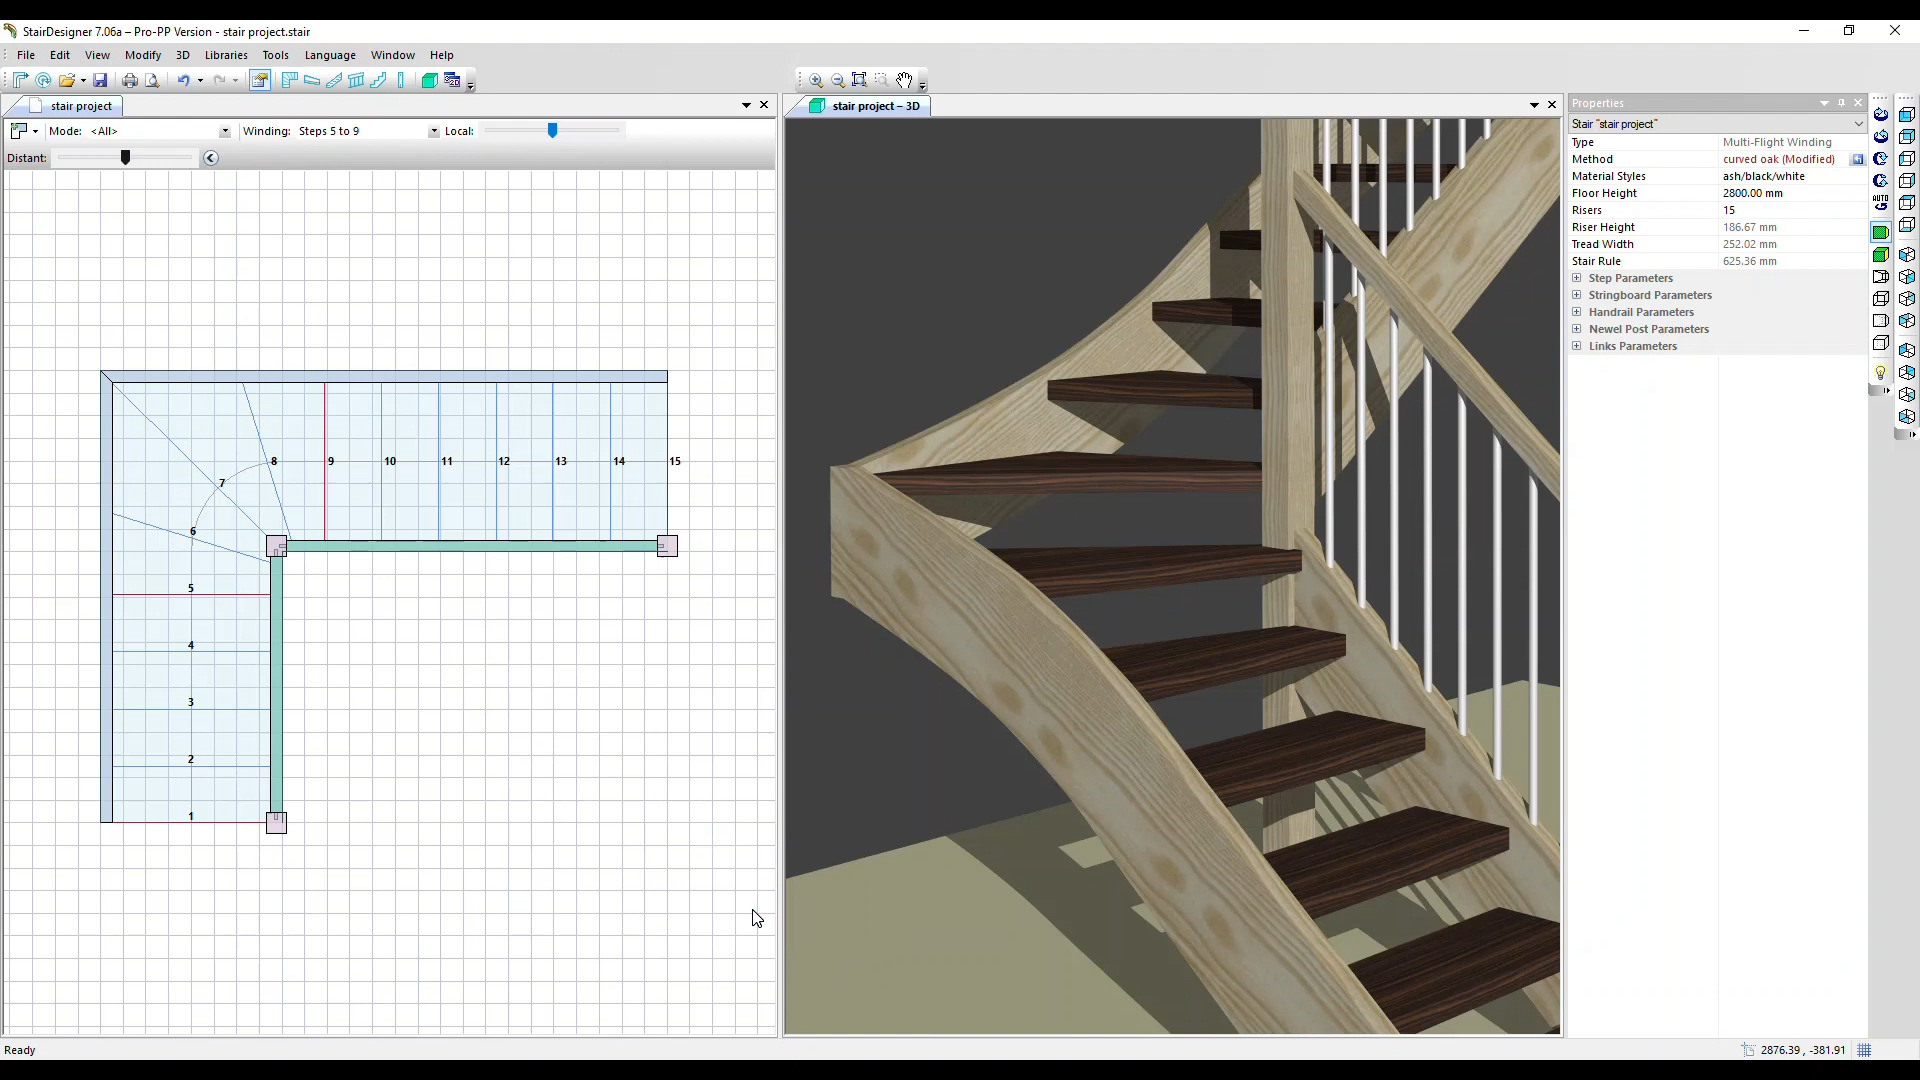 StairDesigner 7.06a – Pro-PP Version - stair project.stair
File Edit View Modify 3D Libraries Tools Language Window Help
stair project
stair project – 3D
Properties
Mode: <All> Winding: Steps 5 to 9 Local:
Distant:
Stair "stair project"
Type Multi-Flight Winding
Method curved oak (Modified)
Material Styles ash/black/white
Floor Height 2800.00 mm
Risers 15
Riser Height 186.67 mm
Tread Width 252.02 mm
Stair Rule 625.36 mm
Step Parameters
Stringboard Parameters
Handrail Parameters
Newel Post Parameters
Links Parameters
AUTO
8 9 10 11 12 13 14 15
7
6
5
4
3
2
1
Ready
2876.39 , -381.91